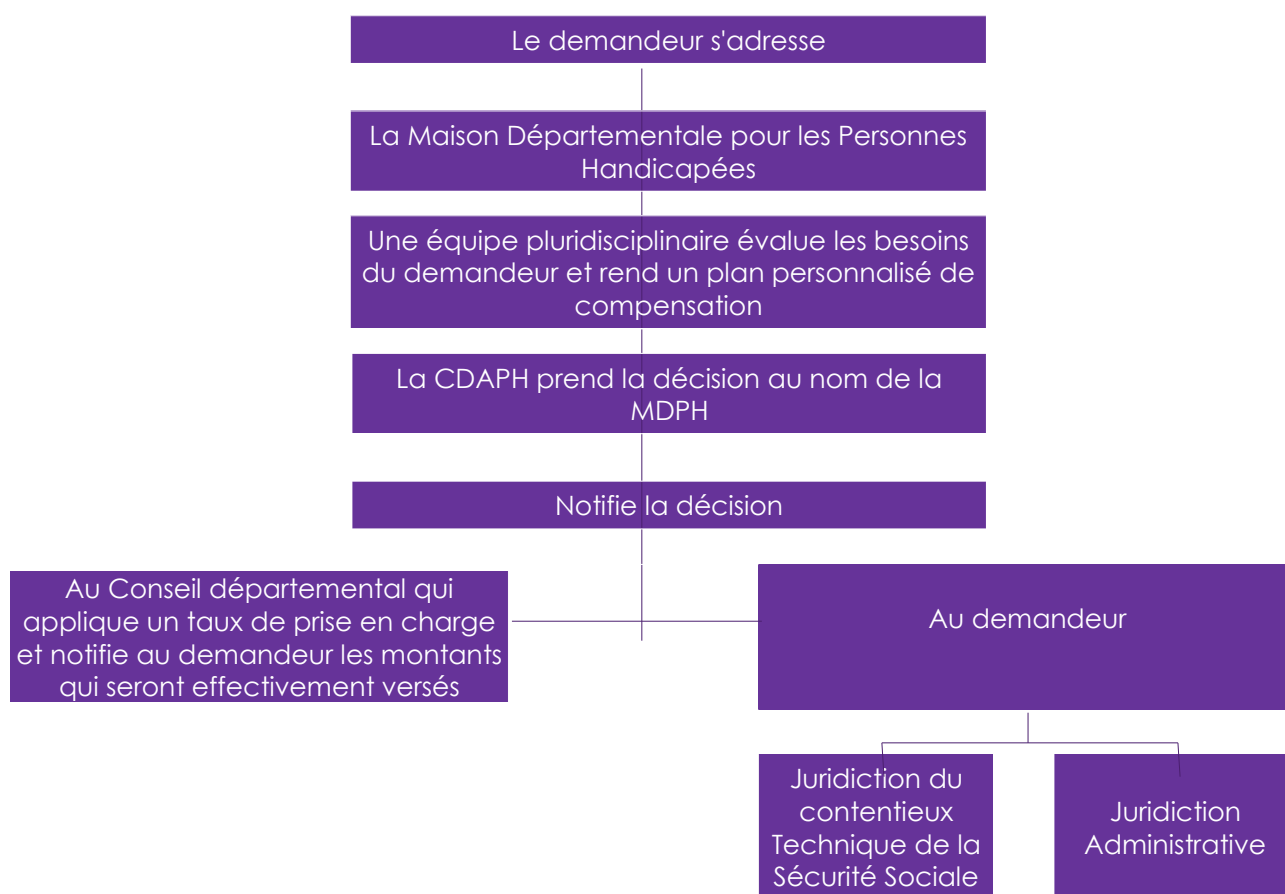 Le demandeur s'adresse
La Maison Départementale pour les Personnes
Handicapées
Une équipe pluridisciplinaire évalue les besoins
du demandeur et rend un plan personnalisé de
compensation
La CDAPH prend la décision au nom de la
MDPH
Notifie la décision
Au Conseil départemental qui
applique un taux de prise en charge
et notifie au demandeur les montants
qui seront effectivement versés
Au demandeur
Juridiction du
contentieux
Technique de la
Sécurité Sociale
Juridiction
Administrative